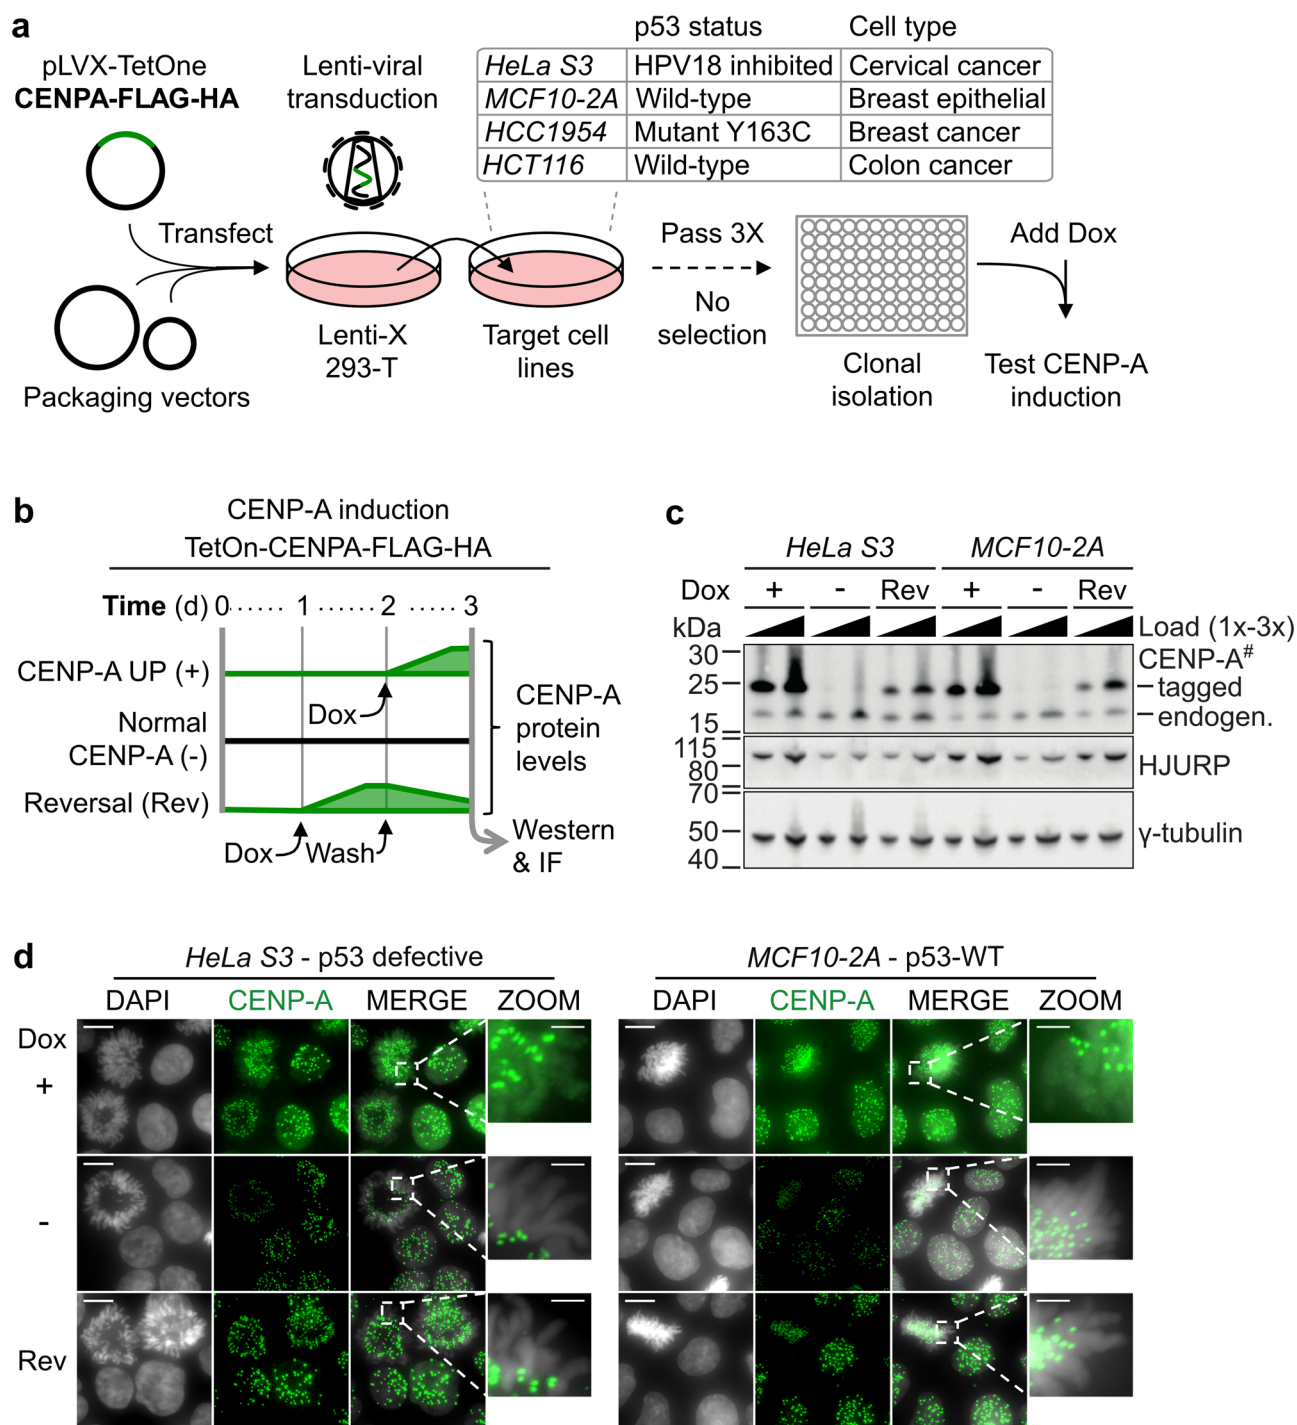 a
p53 status
Cell type
pLVX-TetOne
CENPA-FLAG-HA
Lenti-viral
transduction
HeLa S3
HPV18 inhibited
Cervical cancer
MCF10-2A
Wild-type
Breast epithelial
HCC1954
Mutant Y163C
Breast cancer
HCT116
Wild-type
Colon cancer
Transfect
Pass 3X
No
selection
Add Dox
Packaging vectors
Lenti-X
293-T
Target cell
lines
Clonal
isolation
Test CENP-A
induction
b
CENP-A induction
TetOn-CENPA-FLAG-HA
Time (d) 0 1 2 3
CENP-A UP (+)
Dox
Normal
CENP-A (-)
Reversal (Rev)
Dox
Wash
CENP-A
protein
levels
Western
& IF
c
HeLa S3
MCF10-2A
Dox + - Rev + - Rev
kDa
Load (1x-3x)
30
25
15
CENP-A#
tagged
endogen.
115
80
70
HJURP
50
40
γ-tubulin
d
HeLa S3 - p53 defective
MCF10-2A - p53-WT
DAPI CENP-A MERGE ZOOM
DAPI CENP-A MERGE ZOOM
Dox
+
-
Rev